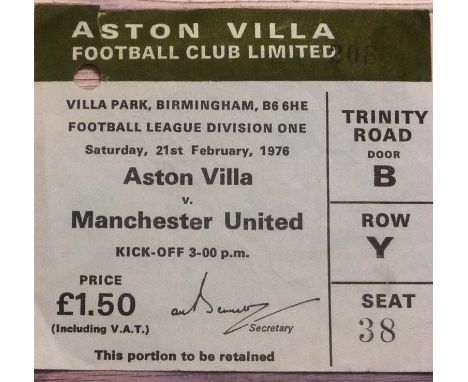 ASTON VILLA
FOOTBALL CLUB LIMITED
VILLA PARK, BIRMINGHAM, B6 6HE
FOOTBALL LEAGUE DIVISION ONE
Saturday, 21st February, 1976
Aston Villa
v.
Manchester United
KICK-OFF 3-00 p.m.
PRICE
£1.50
(Including V.A.T.)
Secretary
This portion to be retained
TRINITY
ROAD
DOOR
B
ROW
Y
SEAT
38